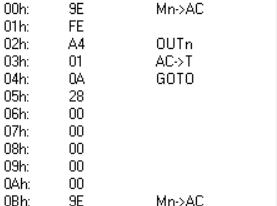 00h: 9E Mn->AC
01h: FE
02h: A4 OUTn
03h: 01 AC->T
04h: 0A GOTO
05h: 28
06h: 00
07h: 00
08h: 00
09h: 00
0Ah: 00
0Bh: 9E Mn->AC